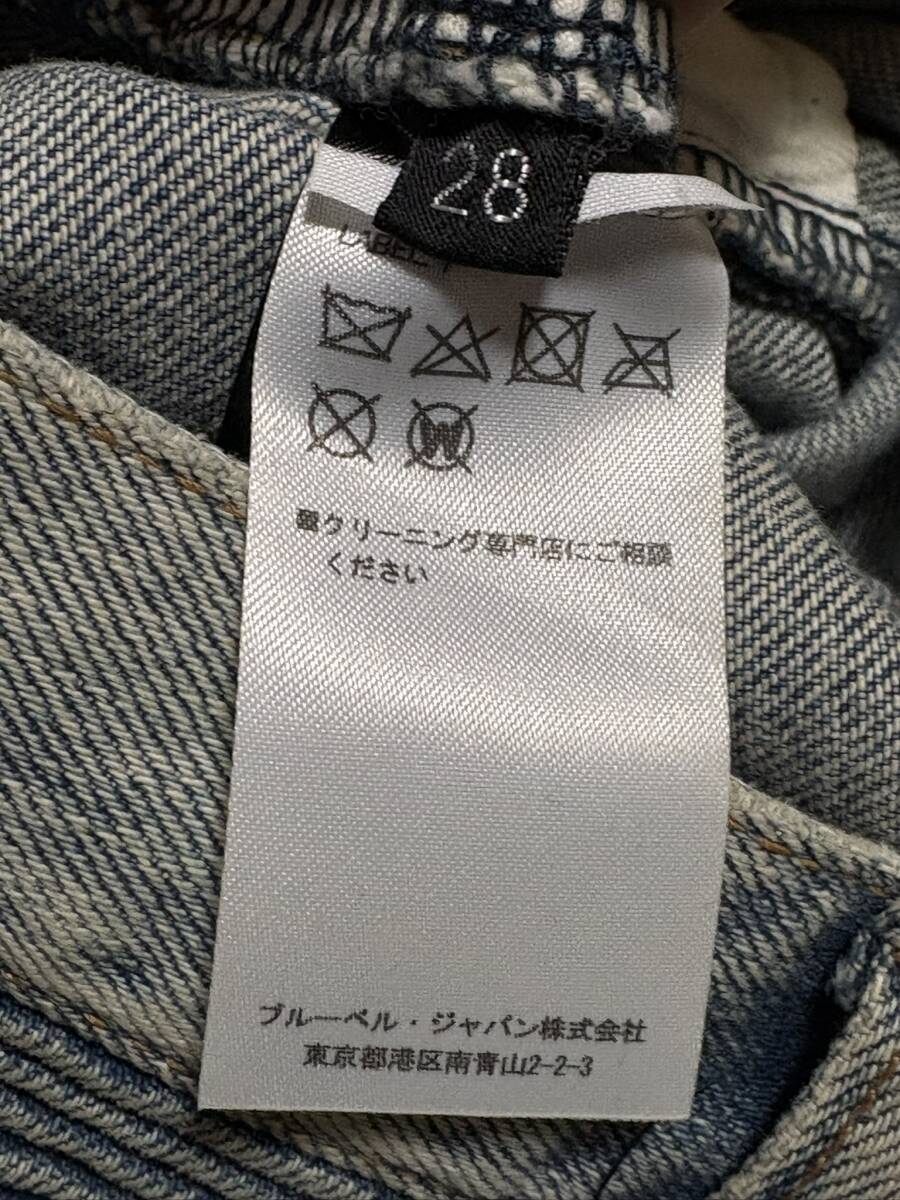 28
W
■クリーニング専門店にご相談
ください
ブルーベル・ジャパン株式会社
東京都港区南青山2-2-3